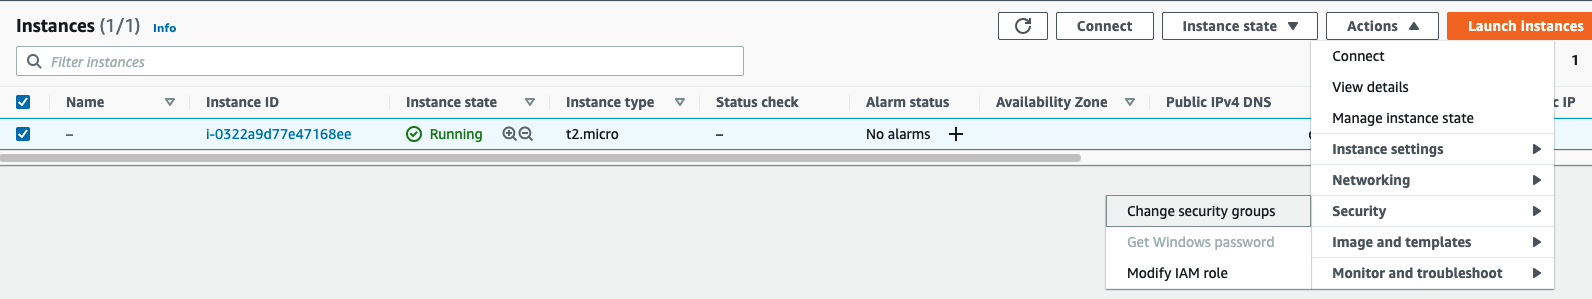 Instances (1/1) Info
Connect Instance state Actions Launch instances
Filter instances
1
Name Instance ID Instance state Instance type Status check Alarm status Availability Zone Public IPv4 DNS IP
– i-0322a9d77e47168ee Running t2.micro – No alarms +
Connect
View details
Manage instance state
Instance settings
Networking
Security
Image and templates
Monitor and troubleshoot
Change security groups
Get Windows password
Modify IAM role